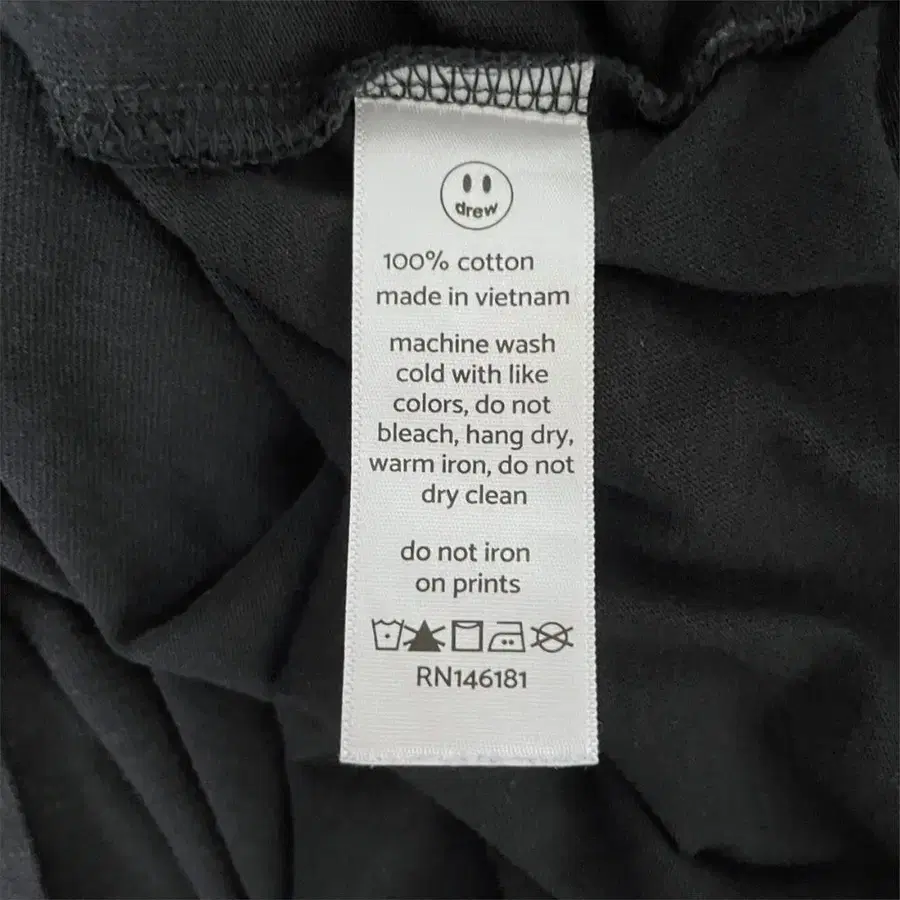 drew
100% cotton
made in vietnam
machine wash
cold with like
colors, do not
bleach, hang dry,
warm iron, do not
dry clean
do not iron
on prints
RN146181